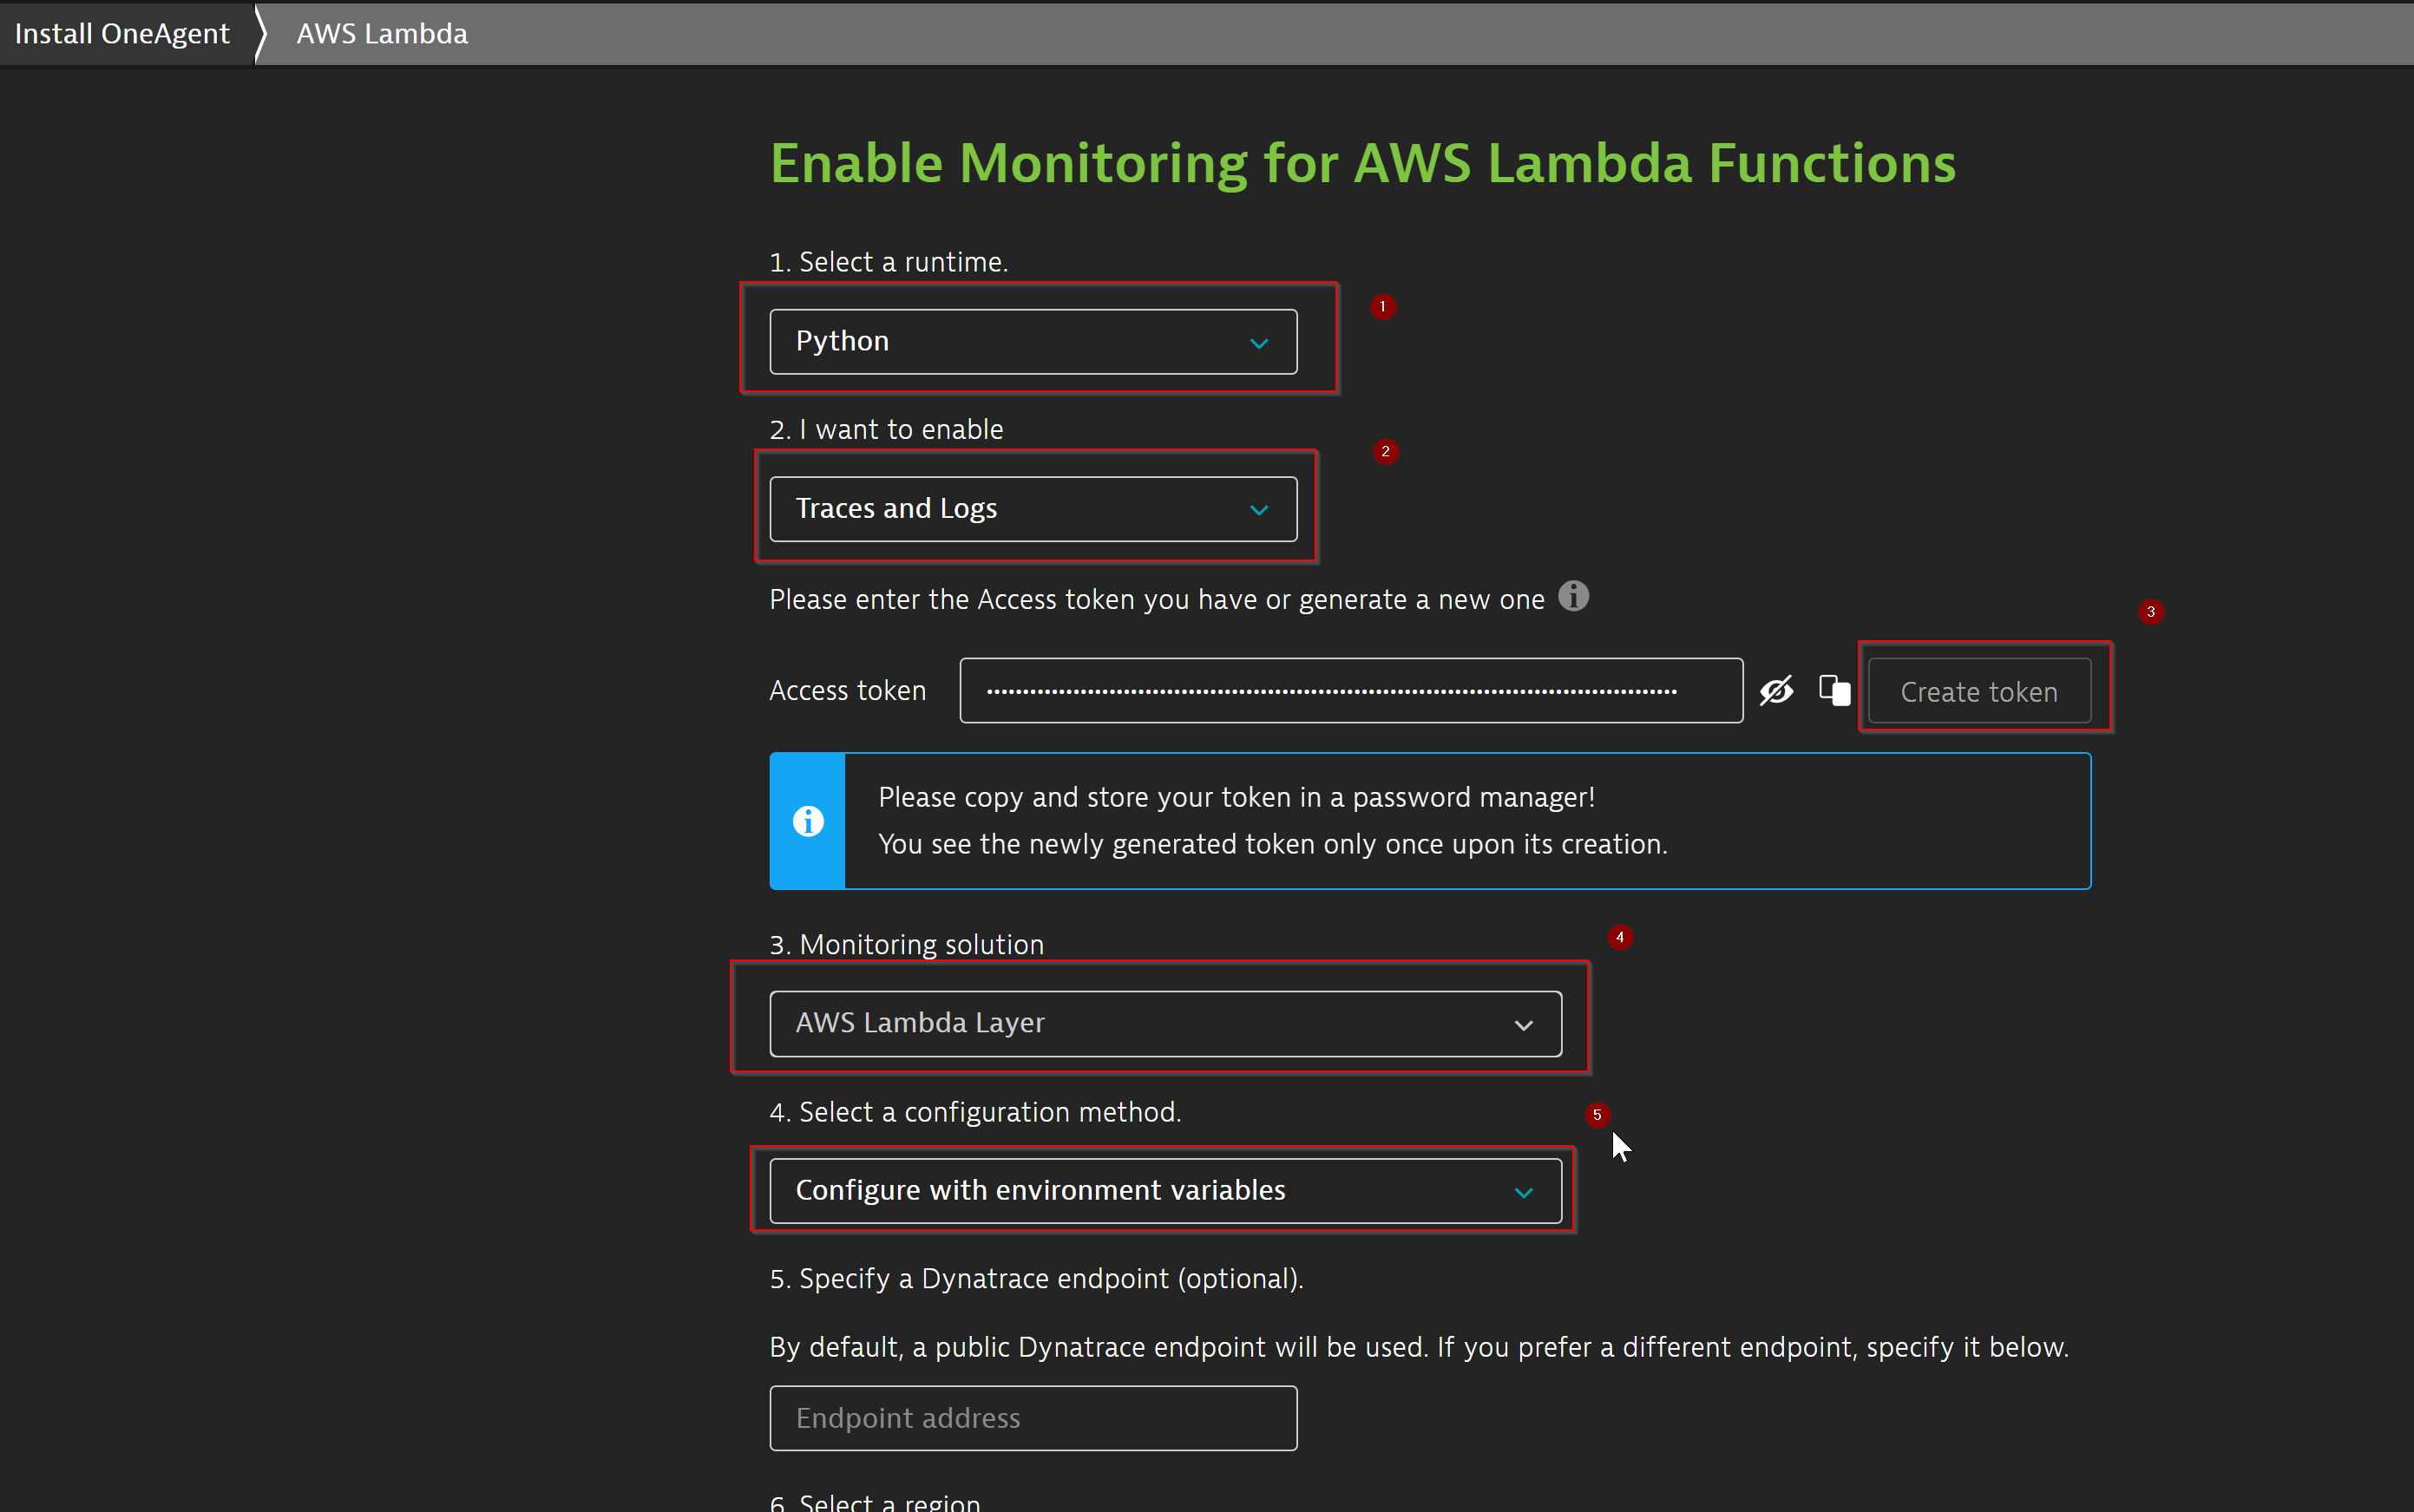 Install OneAgent
AWS Lambda
Enable Monitoring for AWS Lambda Functions
1. Select a runtime.
1
Python
2. I want to enable
2
Traces and Logs
Please enter the Access token you have or generate a new one
3
Access token
Create token
Please copy and store your token in a password manager!
You see the newly generated token only once upon its creation.
3. Monitoring solution
4
AWS Lambda Layer
4. Select a configuration method.
5
Configure with environment variables
5. Specify a Dynatrace endpoint (optional).
By default, a public Dynatrace endpoint will be used. If you prefer a different endpoint, specify it below.
Endpoint address
6. Select a region